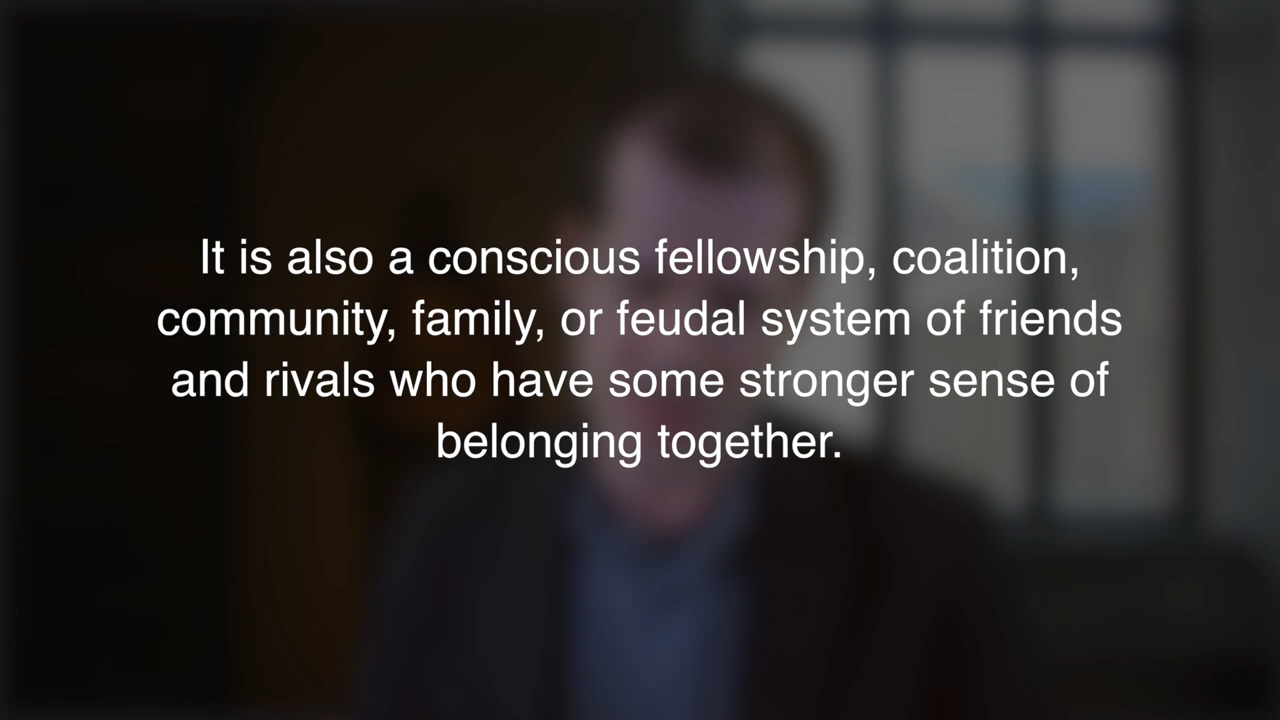 It is also a conscious fellowship, coalition,
community, family, or feudal system of friends
and rivals who have some stronger sense of
belonging together.